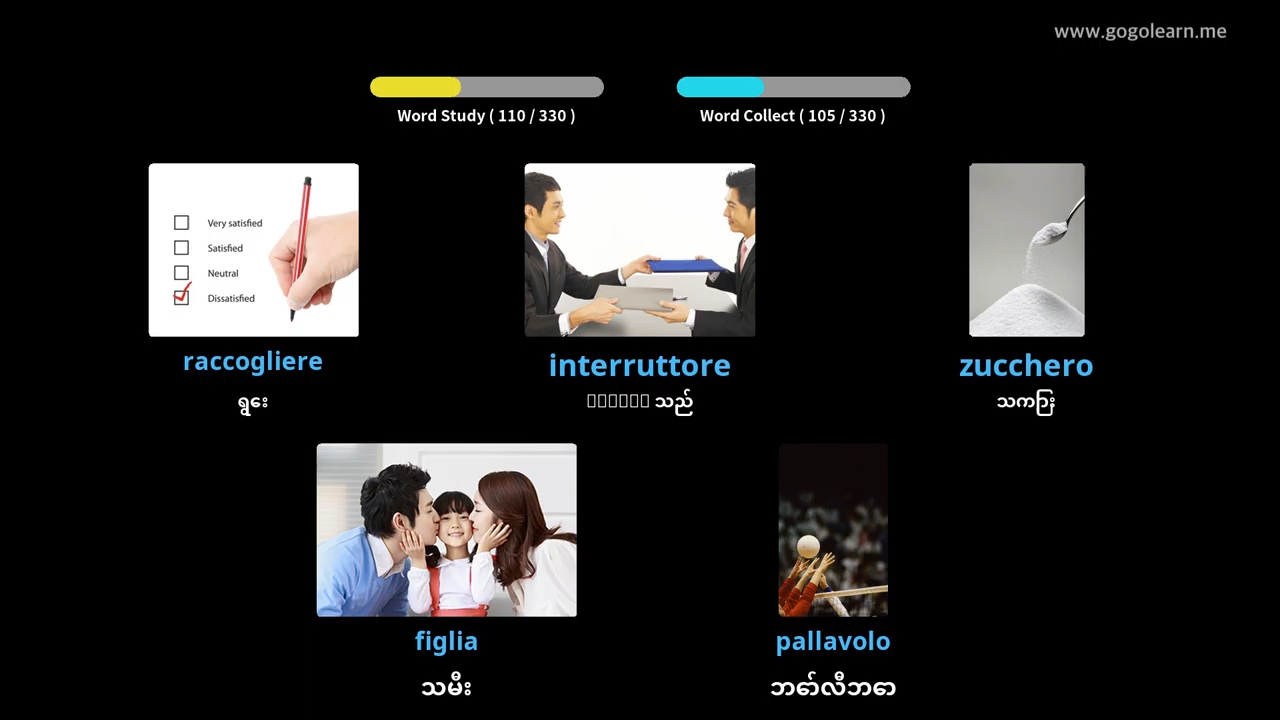 www.gogolearn.me
Word Study ( 110 / 330 )
Word Collect ( 105 / 330 )
Very satisfied
Satisfied
Neutral
Dissatisfied
raccogliere
interruttore
zucchero
ရွေး
သည်
သကြား
figlia
pallavolo
သမီး
ဘော်လီဘော